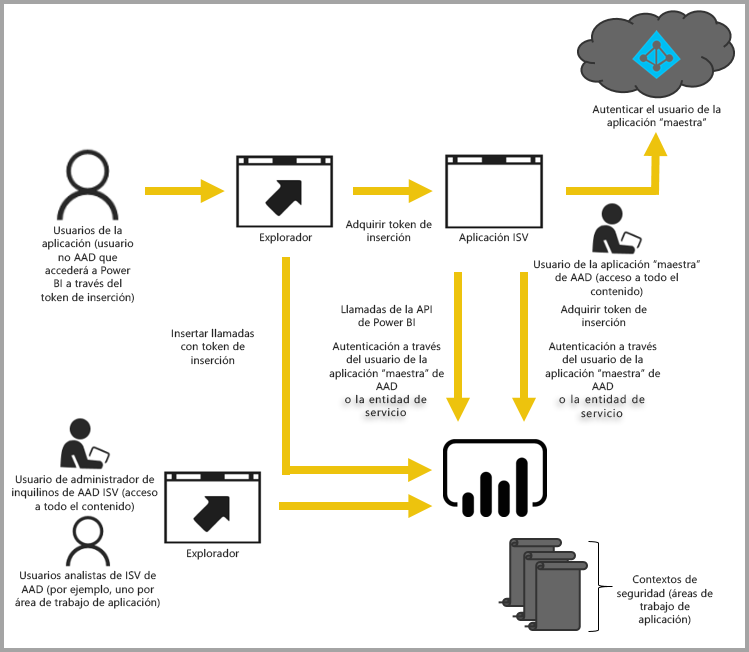 Autenticar el usuario de la
aplicación “maestra”
Usuarios de la
aplicación (usuario
no AAD que
accederá a Power
BI a través del
token de inserción)
Explorador
Adquirir token de
inserción
Aplicación ISV
Usuario de la aplicación “maestra”
de AAD (acceso a todo el
contenido)
Insertar llamadas
con token de
inserción
Llamadas de la API
de Power BI
Autenticación a través
del usuario de la
aplicación “maestra” de
AAD
o la entidad de
servicio
Adquirir token de
inserción
Autenticación a través
del usuario de la
aplicación “maestra” de
AAD
o la entidad de
servicio
Usuario de administrador de
inquilinos de AAD ISV (acceso
a todo el contenido)
Explorador
Usuarios analistas de ISV de
AAD (por ejemplo, uno por
área de trabajo de aplicación)
Contextos de
seguridad (áreas de
trabajo de
aplicación)